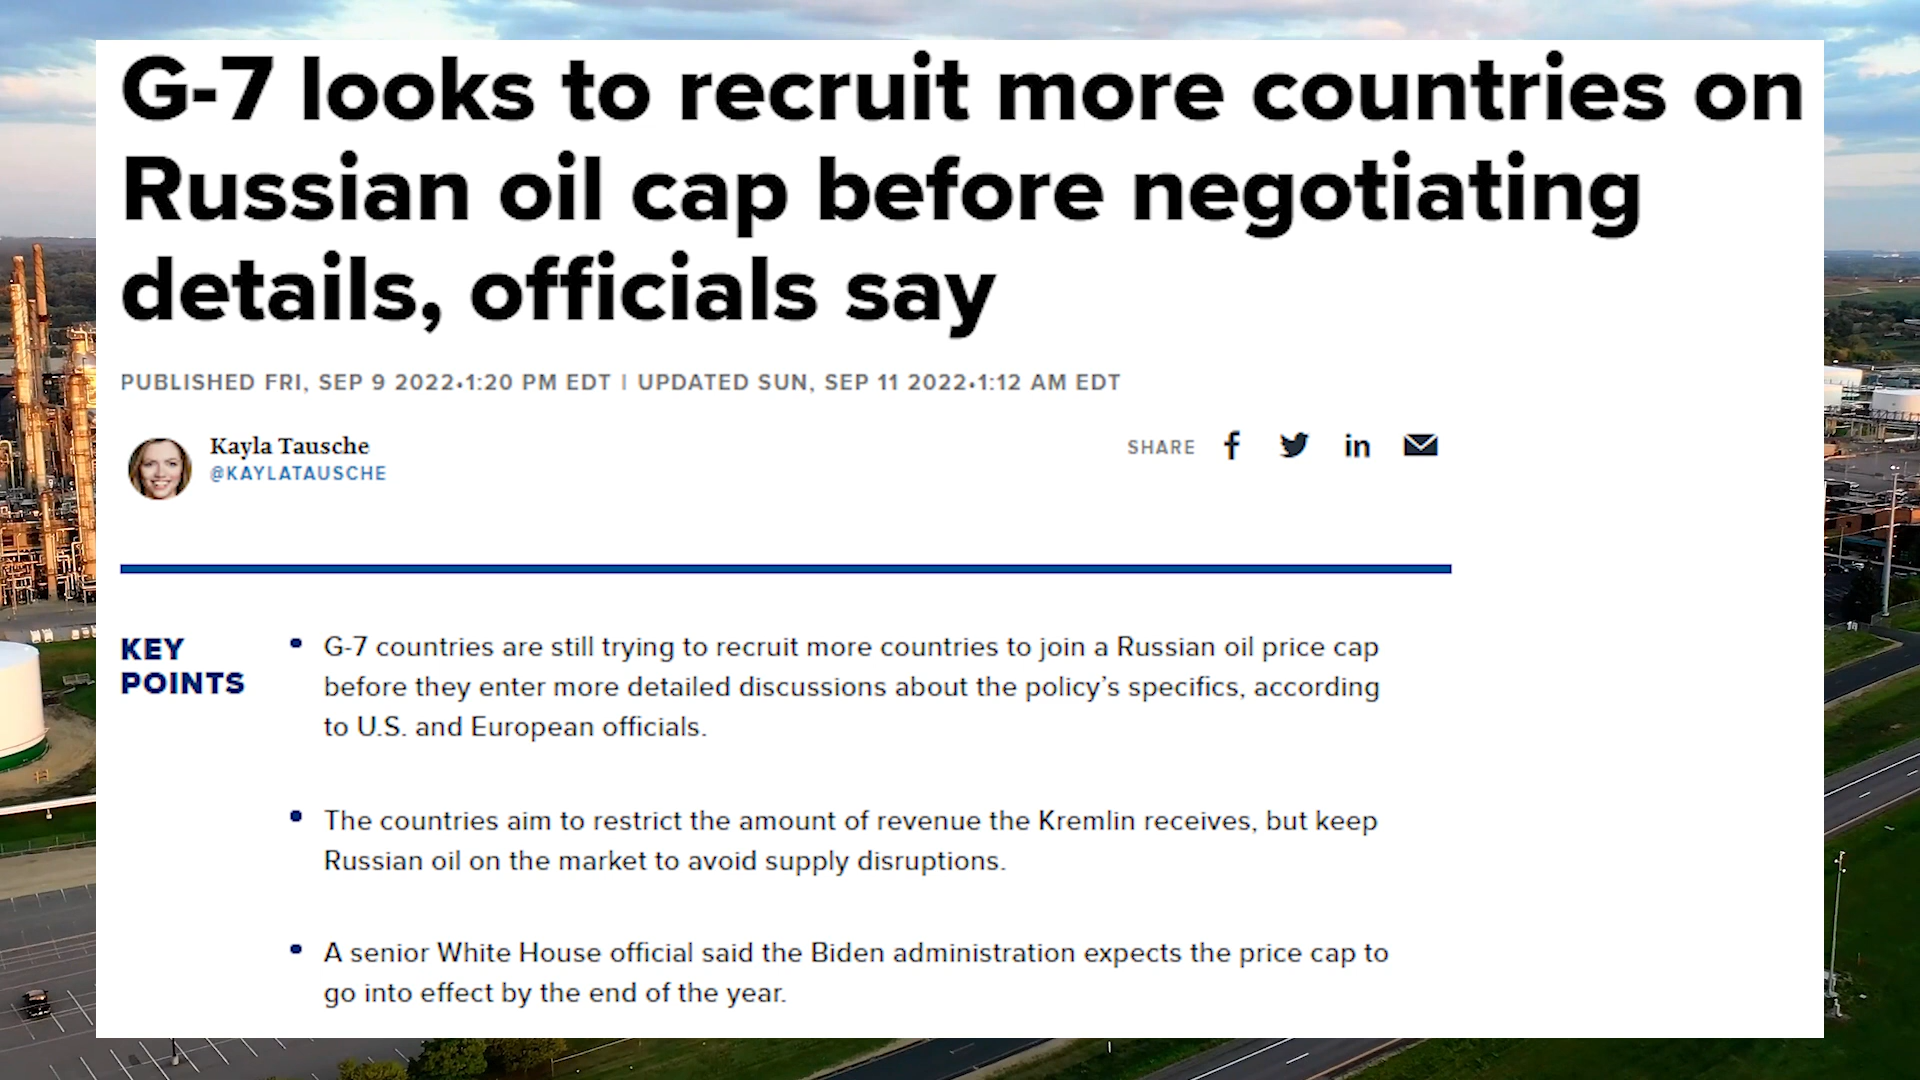 G-7 looks to recruit more countries on
Russian oil cap before negotiating
details, officials say
PUBLISHED FRI, SEP 9 2022•1:20 PM EDT | UPDATED SUN, SEP 11 2022•1:12 AM EDT
Kayla Tausche
@KAYLATAUSCHE
SHARE
KEY
POINTS
• G-7 countries are still trying to recruit more countries to join a Russian oil price cap
before they enter more detailed discussions about the policy’s specifics, according
to U.S. and European officials.
• The countries aim to restrict the amount of revenue the Kremlin receives, but keep
Russian oil on the market to avoid supply disruptions.
• A senior White House official said the Biden administration expects the price cap to
go into effect by the end of the year.